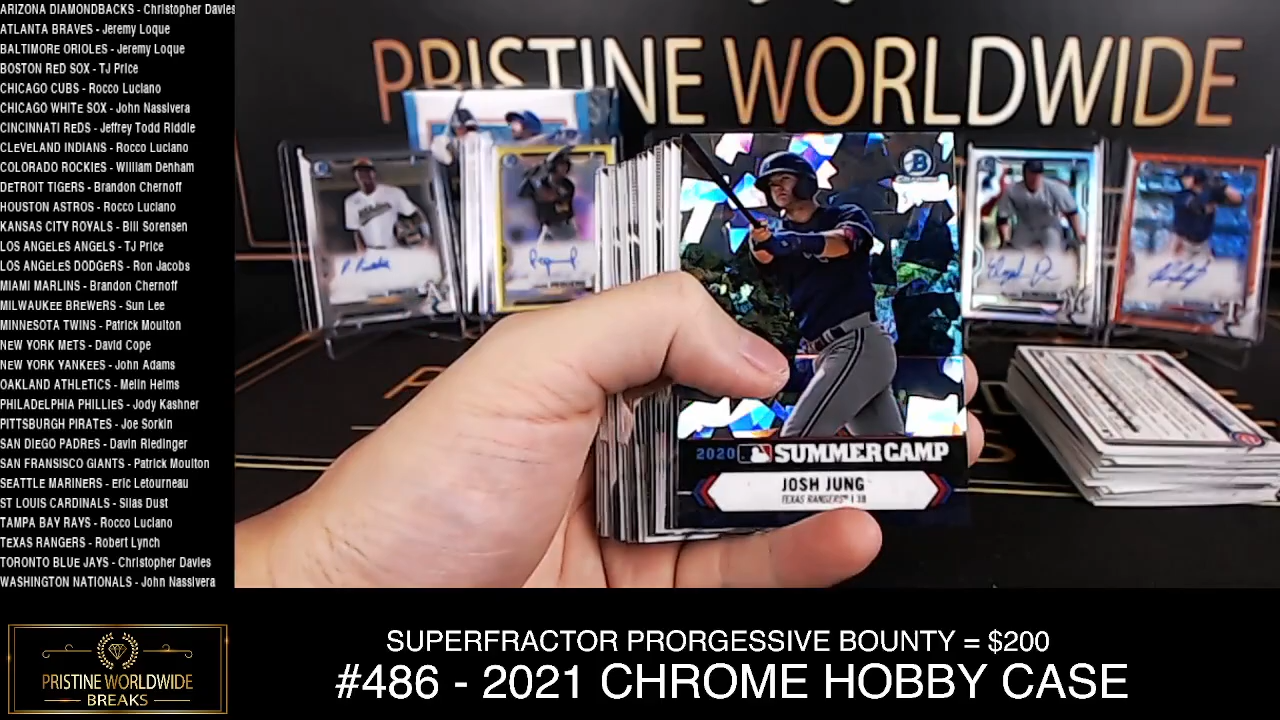 ARIZONA DIAMONDBACKS - Christopher Davies
ATLANTA BRAVES - Jeremy Loque
BALTIMORE ORIOLES - Jeremy Loque
BOSTON RED SOX - TJ Price
CHICAGO CUBS - Rocco Luciano
CHICAGO WHITE SOX - John Nassivera
CINCINNATI REDS - Jeffrey Todd Riddle
CLEVELAND INDIANS - Rocco Luciano
COLORADO ROCKIES - William Denham
DETROIT TIGERS - Brandon Chernoff
HOUSTON ASTROS - Rocco Luciano
KANSAS CITY ROYALS - Bill Sorensen
LOS ANGELES ANGELS - TJ Price
LOS ANGELES DODGERS - Ron Jacobs
MIAMI MARLINS - Brandon Chernoff
MILWAUKEE BREWERS - Sun Lee
MINNESOTA TWINS - Patrick Moulton
NEW YORK METS - David Cope
NEW YORK YANKEES - John Adams
OAKLAND ATHLETICS - Melin Helms
PHILADELPHIA PHILLIES - Jody Kashner
PITTSBURGH PIRATES - Joe Sorkin
SAN DIEGO PADRES - Davin Riedinger
SAN FRANSISCO GIANTS - Patrick Moulton
SEATTLE MARINERS - Eric Letourneau
ST LOUIS CARDINALS - Silas Dust
TAMPA BAY RAYS - Rocco Luciano
TEXAS RANGERS - Robert Lynch
TORONTO BLUE JAYS - Christopher Davies
WASHINGTON NATIONALS - John Nassivera
PRISTINE WORLDWIDE
B
2020 SUMMER CAMP
JOSH JUNG
TEXAS RANGERS | 3B
PRISTINE WORLDWIDE
BREAKS
SUPERFRACTOR PRORGESSIVE BOUNTY = $200
#486 - 2021 CHROME HOBBY CASE